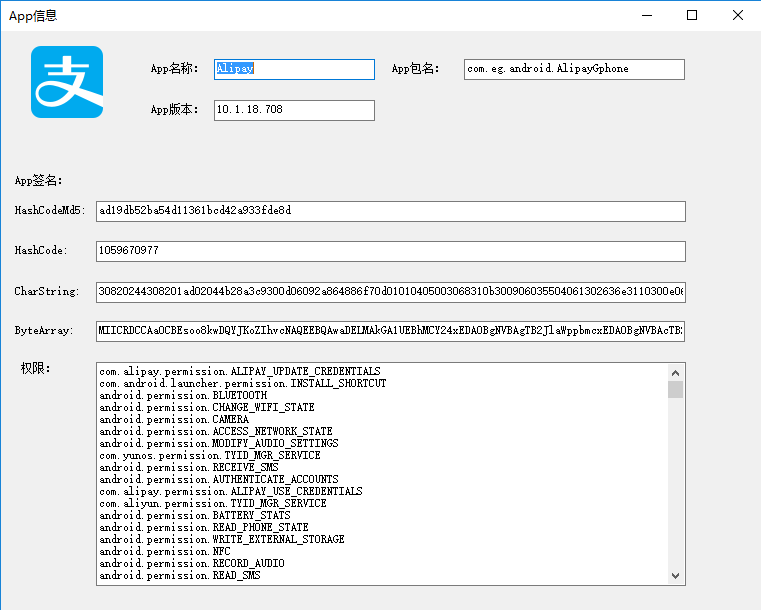 App信息
支
App名称： Alipay App包名： com.eg.android.AlipayGphone
App版本： 10.1.18.708
App签名：
HashCodeMd5: ad19db52ba54d11361bcd42a933fde8d
HashCode: 1059670977
CharString: 30820244308201ad02044b28a3c9300d06092a864886f70d01010405003068310b300906035504061302636e3110300e06
ByteArray: MIICRDCCAa0CBEsoo8kwDQYJKoZIhvcNAQEEBQAwaDELMAkGA1UEBhMCY24xEDAOBgNVBAgTB2JlaWppbmcxEDAOBgNVBAcTB
权限：
com.alipay.permission.ALIPAY_UPDATE_CREDENTIALS
com.android.launcher.permission.INSTALL_SHORTCUT
android.permission.BLUETOOTH
android.permission.CHANGE_WIFI_STATE
android.permission.CAMERA
android.permission.ACCESS_NETWORK_STATE
android.permission.MODIFY_AUDIO_SETTINGS
com.yunos.permission.TYID_MGR_SERVICE
android.permission.RECEIVE_SMS
android.permission.AUTHENTICATE_ACCOUNTS
com.alipay.permission.ALIPAY_USE_CREDENTIALS
com.aliyun.permission.TYID_MGR_SERVICE
android.permission.BATTERY_STATS
android.permission.READ_PHONE_STATE
android.permission.WRITE_EXTERNAL_STORAGE
android.permission.NFC
android.permission.RECORD_AUDIO
android.permission.READ_SMS